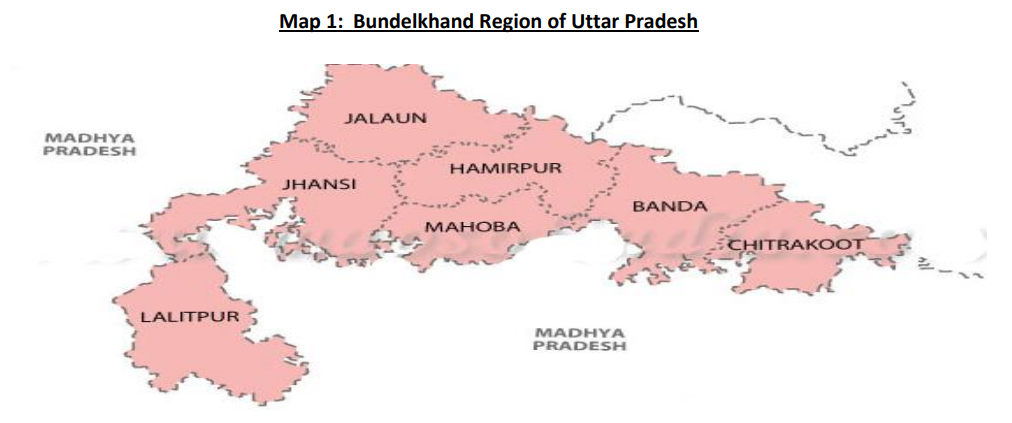 Map 1: Bundelkhand Region of Uttar Pradesh
JALAUN
MADHYA
PRADESH
HAMIRPUR
JHANSI
BANDA
MAHOBA
CHITRAKOOT
LALITPUR
MADHYA
PRADESH